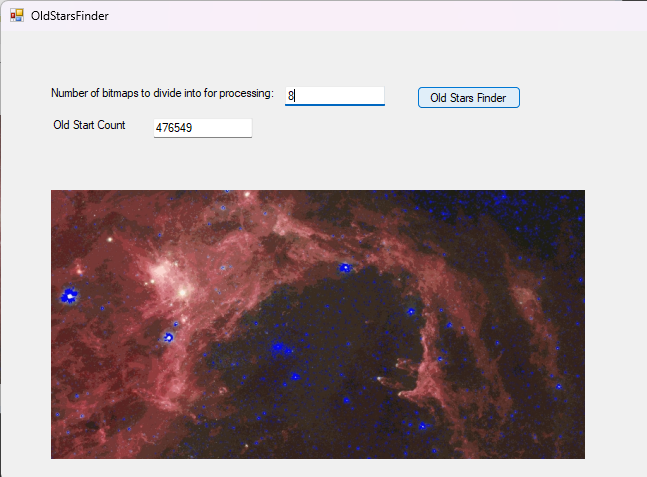 OldStarsFinder
Number of bitmaps to divide into for processing: 8 Old Stars Finder
Old Start Count 476549